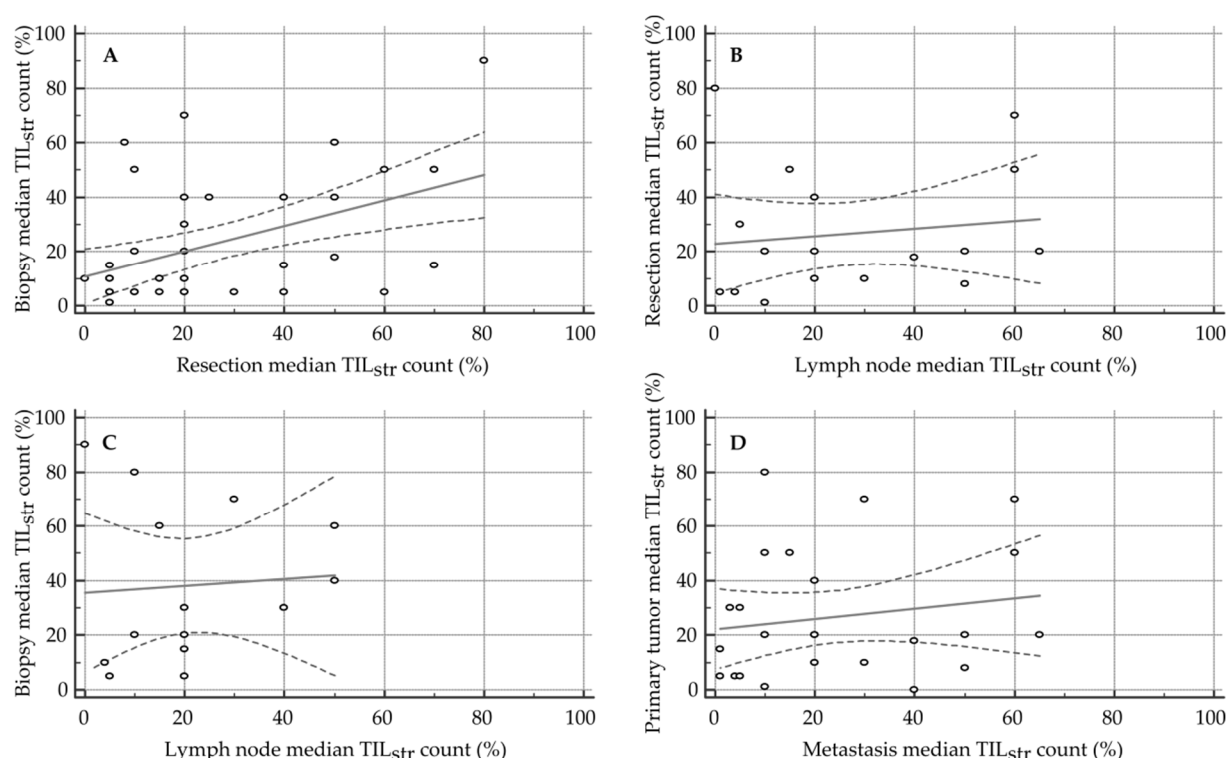 Biopsy median TILstr count (%)
100
80
60
40
20
0
A
0 20 40 60 80 100
Resection median TILstr count (%)
Resection median TILstr count (%)
100
80
60
40
20
0
B
0 20 40 60 80 100
Lymph node median TILstr count (%)
Biopsy median TILstr count (%)
100
80
60
40
20
0
C
0 20 40 60 80 100
Lymph node median TILstr count (%)
Primary tumor median TILstr count (%)
100
80
60
40
20
0
D
0 20 40 60 80 100
Metastasis median TILstr count (%)